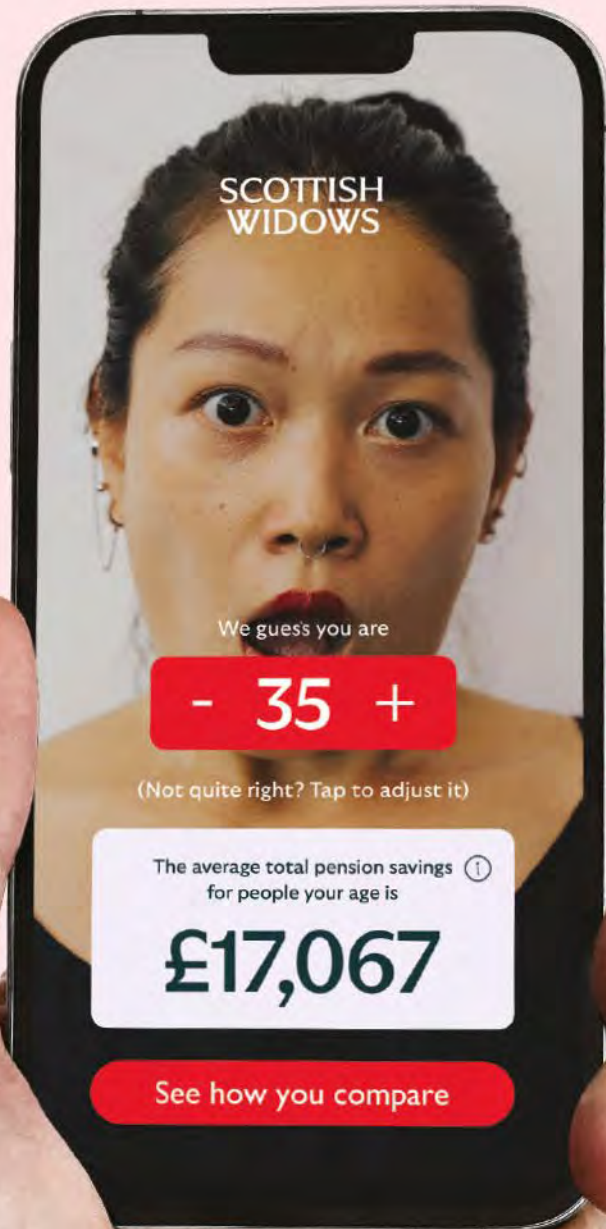 SCOTTISH
WIDOWS
We guess you are
- 35 +
(Not quite right? Tap to adjust it)
The average total pension savings i
for people your age is
£17,067
See how you compare